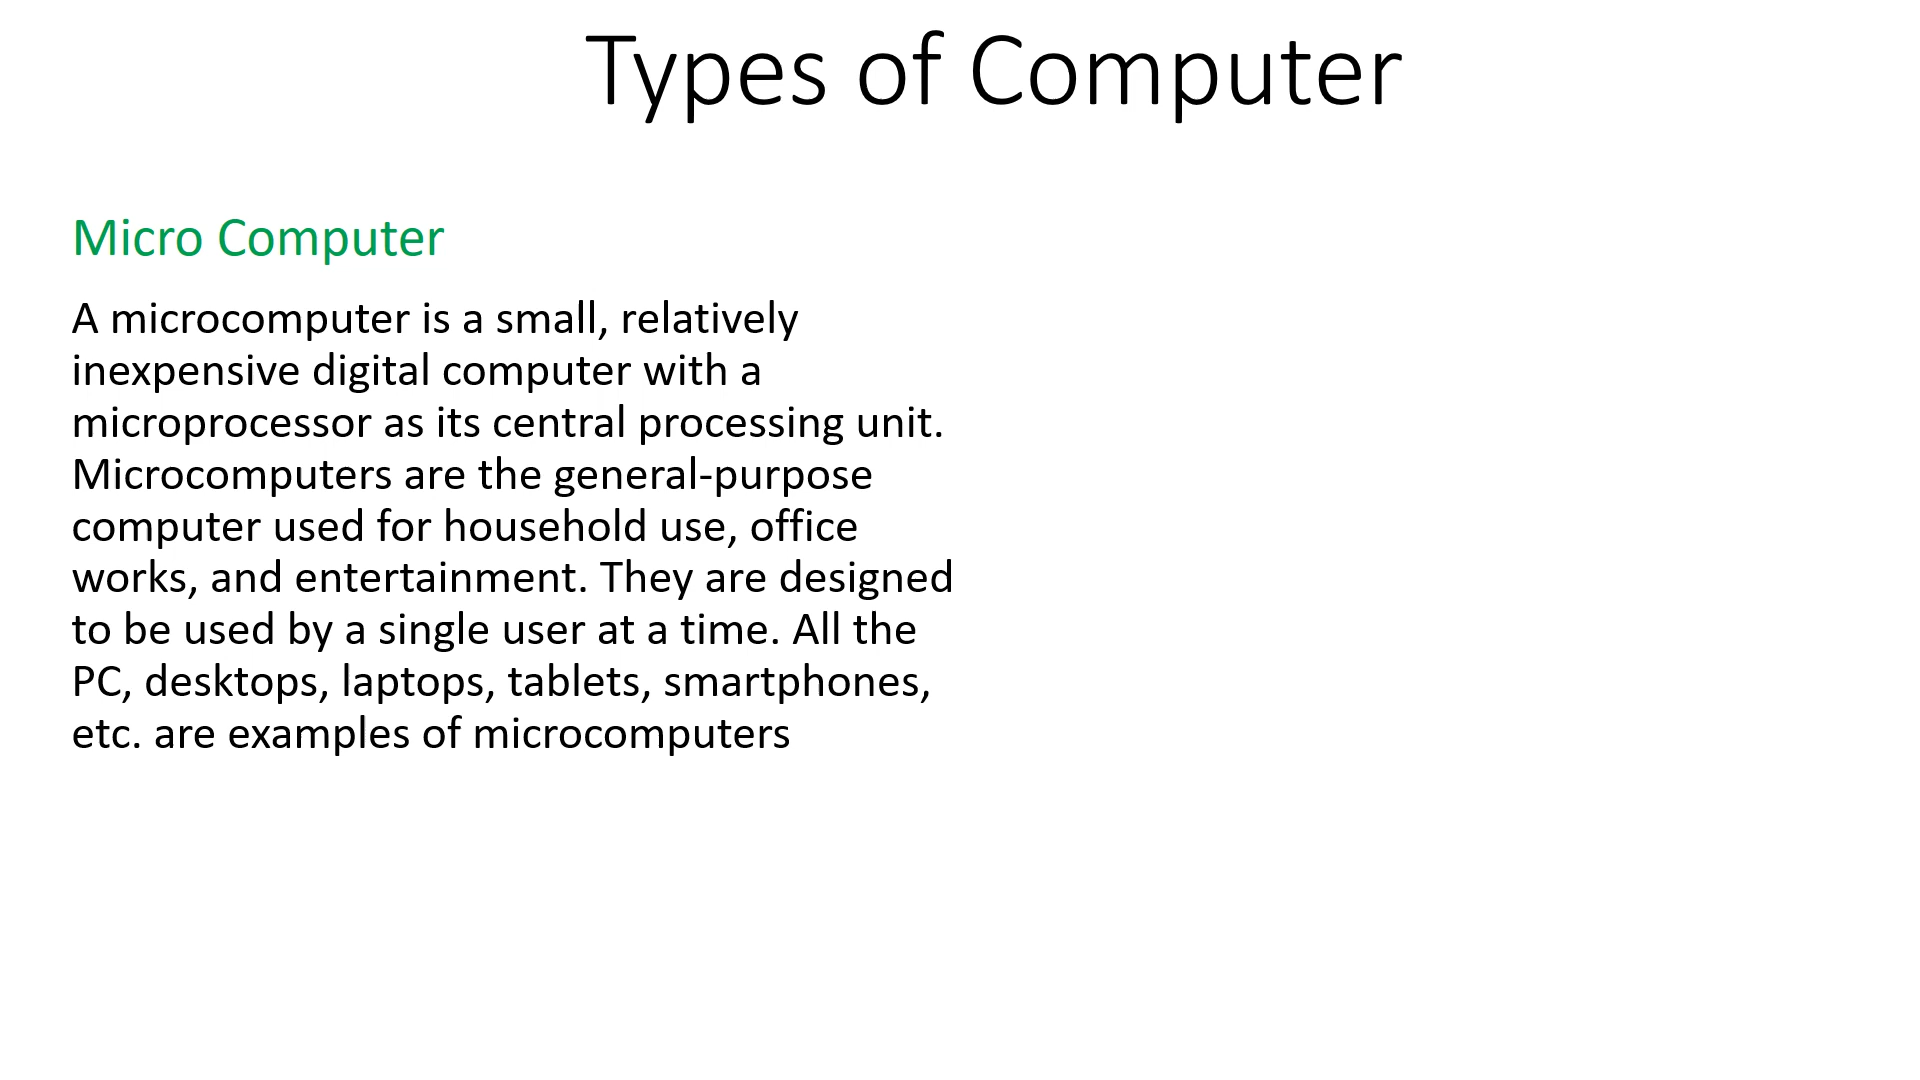 Types of Computer
Micro Computer
A microcomputer is a small, relatively
inexpensive digital computer with a
microprocessor as its central processing unit.
Microcomputers are the general-purpose
computer used for household use, office
works, and entertainment. They are designed
to be used by a single user at a time. All the
PC, desktops, laptops, tablets, smartphones,
etc. are examples of microcomputers